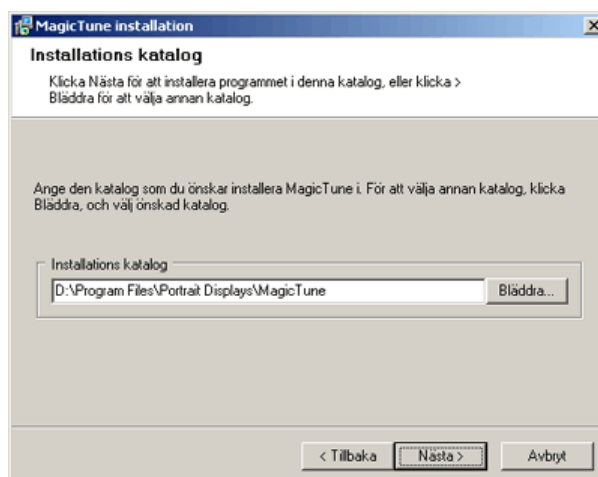 MagicTune installation
Installations katalog
Klicka Nästa för att installera programmet i denna katalog, eller klicka >
Bläddra för att välja annan katalog.
Ange den katalog som du önskar installera MagicTune i. För att välja annan katalog, klicka
Bläddra, och välj önskad katalog.
Installations katalog
D:\Program Files\Portrait Displays\MagicTune
Bläddra...
< Tillbaka
Nästa >
Avbryt